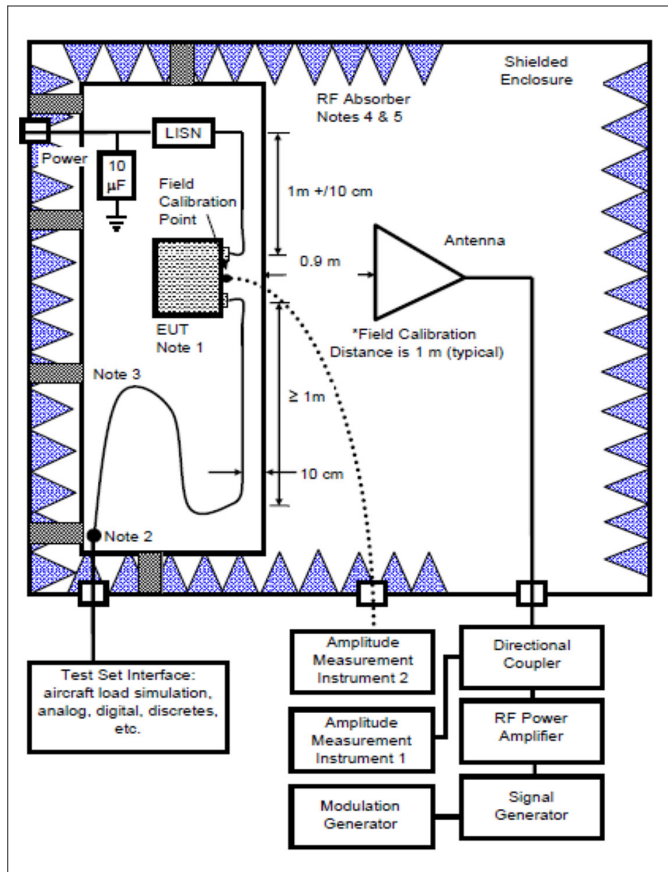 Shielded
Enclosure
RF Absorber
Notes 4 & 5
LISN
Power
10
µF
Field
Calibration
Point
1m +/10 cm
0.9 m
Antenna
EUT
Note 1
*Field Calibration
Distance is 1 m (typical)
Note 3
≥ 1m
10 cm
Note 2
Test Set Interface:
aircraft load simulation,
analog, digital, discretes,
etc.
Amplitude
Measurement
Instrument 2
Directional
Coupler
Amplitude
Measurement
Instrument 1
RF Power
Amplifier
Modulation
Generator
Signal
Generator